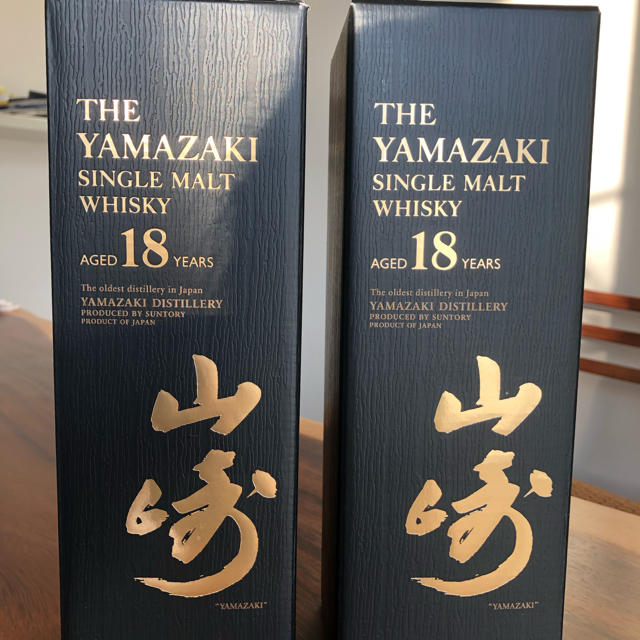 THE
YAMAZAKI
SINGLE MALT
WHISKY
AGED 18 YEARS
The oldest distillery in Japan
YAMAZAKI DISTILLERY
PRODUCED BY SUNTORY
PRODUCT OF JAPAN
山崎
"YAMAZAKI"
THE
YAMAZAKI
SINGLE MALT
WHISKY
AGED 18 YEARS
The oldest distillery in Japan
YAMAZAKI DISTILLERY
PRODUCED BY SUNTORY
PRODUCT OF JAPAN
山崎
"YAMAZAKI"